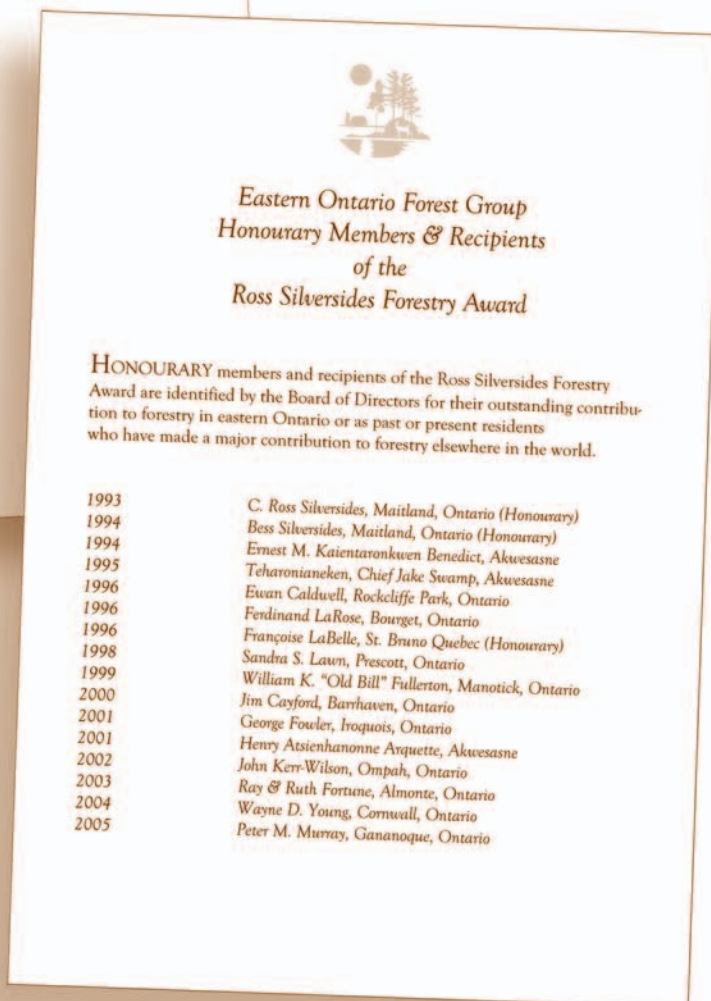 Eastern Ontario Forest Group
Honourary Members & Recipients
of the
Ross Silversides Forestry Award
HONOURARY members and recipients of the Ross Silversides Forestry
Award are identified by the Board of Directors for their outstanding contribu-
tion to forestry in eastern Ontario or as past or present residents
who have made a major contribution to forestry elsewhere in the world.
1993 C. Ross Silversides, Maitland, Ontario (Honourary)
1994 Bess Silversides, Maitland, Ontario (Honourary)
1994 Ernest M. Kaientaronkwen Benedict, Akwesasne
1995 Teharonianeken, Chief Jake Swamp, Akwesasne
1996 Ewan Caldwell, Rockcliffe Park, Ontario
1996 Ferdinand LaRose, Bourget, Ontario
1996 Françoise LaBelle, St. Bruno Quebec (Honourary)
1998 Sandra S. Lawn, Prescott, Ontario
1999 William K. "Old Bill" Fullerton, Manotick, Ontario
2000 Jim Cayford, Barrhaven, Ontario
2001 George Fowler, Iroquois, Ontario
2001 Henry Atsienhanonne Arquette, Akwesasne
2002 John Kerr-Wilson, Ompah, Ontario
2003 Ray & Ruth Fortune, Almonte, Ontario
2004 Wayne D. Young, Cornwall, Ontario
2005 Peter M. Murray, Gananoque, Ontario